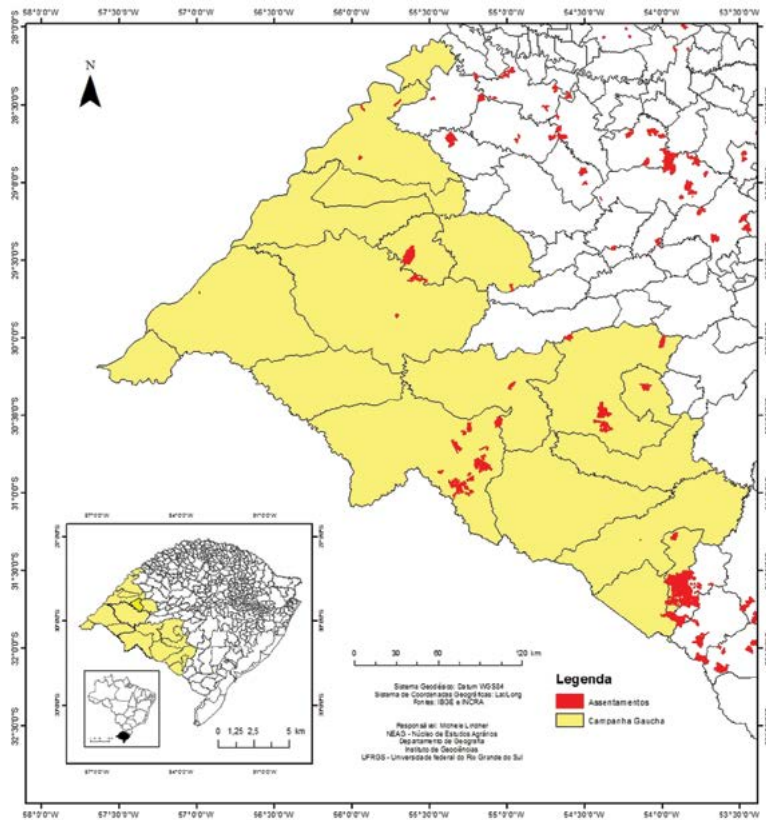 58°0'0"W 57°30'0"W 57°0'0"W 56°30'0"W 56°0'0"W 55°30'0"W 55°0'0"W 54°30'0"W 54°0'0"W 53°30'0"W
N
28°0'0"S
28°30'0"S
29°0'0"S
29°30'0"S
30°0'0"S
30°30'0"S
31°0'0"S
31°30'0"S
32°0'0"S
32°30'0"S
0 1,25 2,5 5 km
0 30 60 90 120
km
Sistema Geodésico: Datum WGS84
Sistema de Coordenadas Geográficas: Lat/Long
Fontes: IBGE e INCRA
Responsável: Michele Lindner
NEAG - Núcleo de Estudos Agrários
Departamento de Geografia
Instituto de Geociências
UFRGS - Universidade federal do Rio Grande do Sul
Legenda
Assentamentos
Campanha Gaucha
58°0'0"W 57°30'0"W 57°0'0"W 56°30'0"W 56°0'0"W 55°30'0"W 55°0'0"W 54°30'0"W 54°0'0"W 53°30'0"W